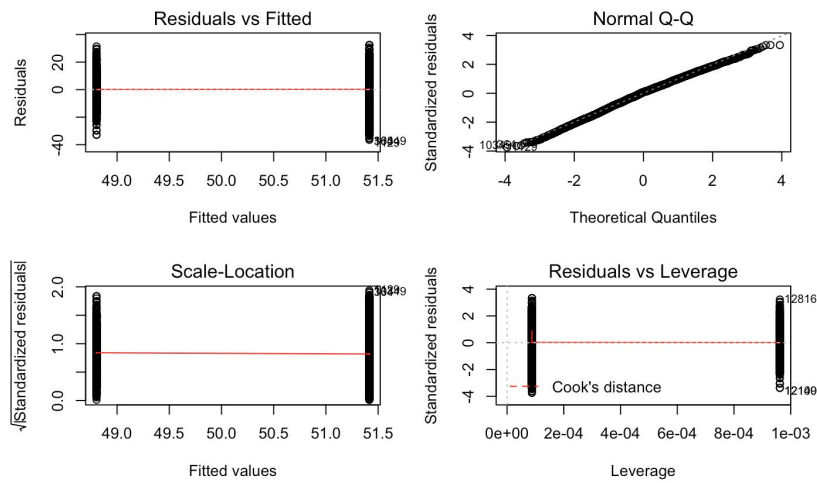 Residuals vs Fitted
Residuals
20
0
-40
49.0 49.5 50.0 50.5 51.0 51.5
Fitted values
Normal Q-Q
Standardized residuals
4
2
0
-2
-4
-4 -2 0 2 4
Theoretical Quantiles
Scale-Location
√|Standardized residuals|
2.0
1.0
0.0
49.0 49.5 50.0 50.5 51.0 51.5
Fitted values
Residuals vs Leverage
Standardized residuals
4
2
0
-2
-4
12816
Cook's distance
0e+00 2e-04 4e-04 6e-04 8e-04 1e-03
Leverage